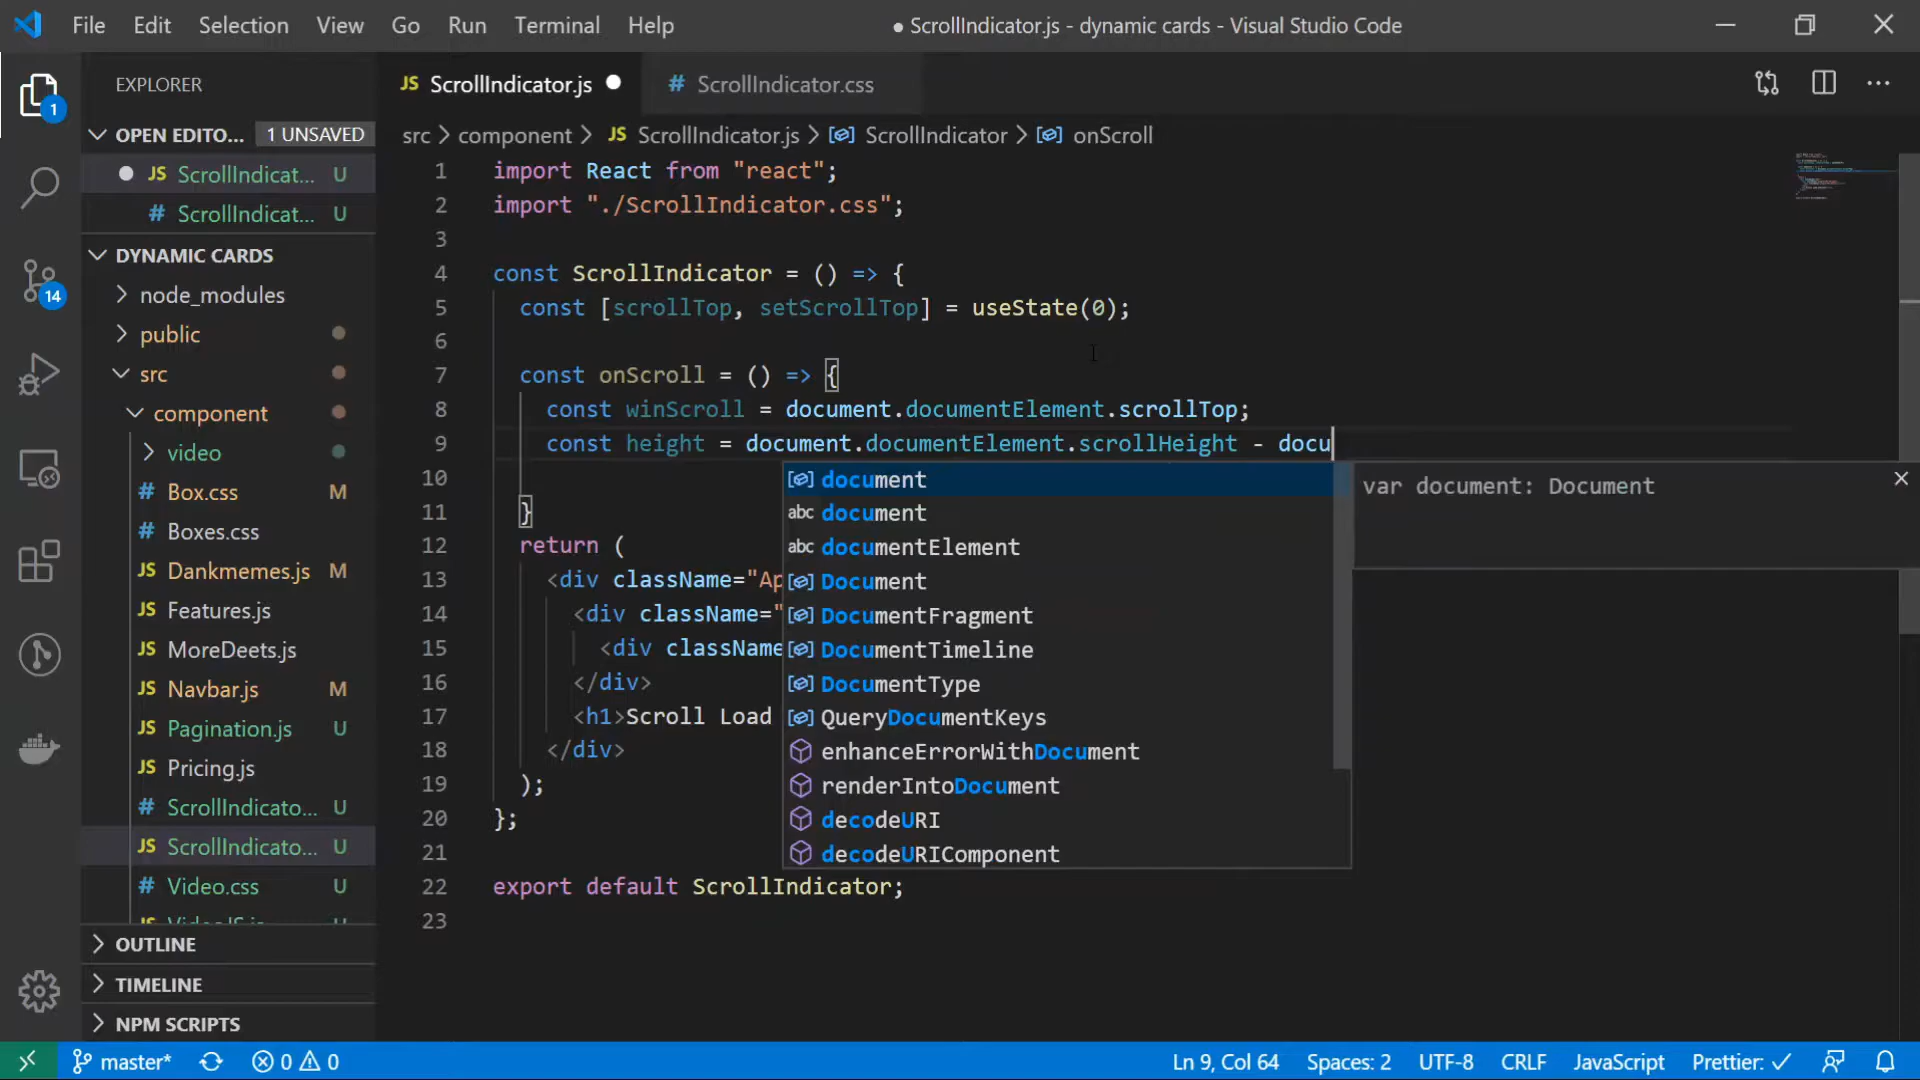 File Edit Selection View Go Run Terminal Help
● ScrollIndicator.js - dynamic cards - Visual Studio Code
EXPLORER
OPEN EDITO... 1 UNSAVED
JS ScrollIndicat... U
# ScrollIndicat... U
DYNAMIC CARDS
node_modules
public
src
component
video
# Box.css M
# Boxes.css
JS Dankmemes.js M
JS Features.js
JS MoreDeets.js
JS Navbar.js M
JS Pagination.js U
JS Pricing.js
# ScrollIndicato... U
JS ScrollIndicato... U
# Video.css U
OUTLINE
TIMELINE
NPM SCRIPTS
1
14
JS ScrollIndicator.js
# ScrollIndicator.css
src > component > JS ScrollIndicator.js > ScrollIndicator > onScroll
1 import React from "react";
2 import "./ScrollIndicator.css";
3
4 const ScrollIndicator = () => {
5 const [scrollTop, setScrollTop] = useState(0);
6
7 const onScroll = () => {
8 const winScroll = document.documentElement.scrollTop;
9 const height = document.documentElement.scrollHeight - docu
10
11 }
12 return (
13 <div className="Ap
14 <div className="
15 <div className
16 </div>
17 <h1>Scroll Load
18 </div>
19 );
20 };
21
22 export default ScrollIndicator;
23
document
abc document
abc documentElement
Document
DocumentFragment
DocumentTimeline
DocumentType
QueryDocumentKeys
enhanceErrorWithDocument
renderIntoDocument
decodeURI
decodeURIComponent
var document: Document
master* 0 0
Ln 9, Col 64 Spaces: 2 UTF-8 CRLF JavaScript Prettier: ✓